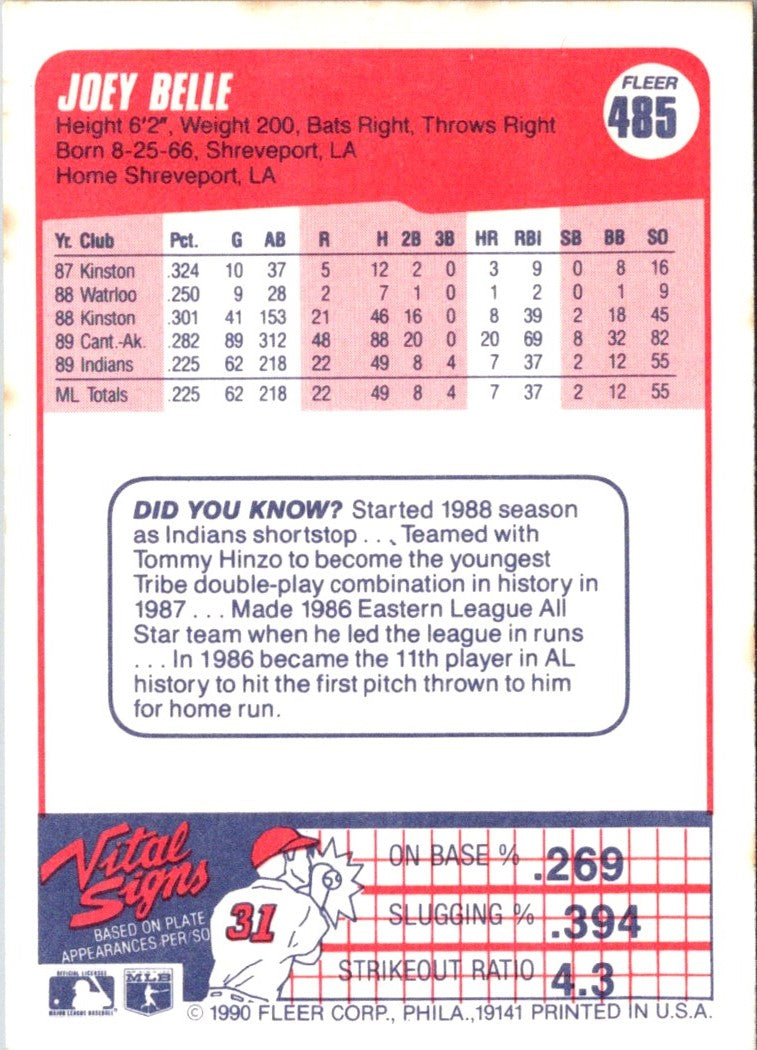 JOEY BELLE
FLEER
485
Height 6'2", Weight 200, Bats Right, Throws Right
Born 8-25-66, Shreveport, LA
Home Shreveport, LA
Yr. Club Pct. G AB R H 2B 3B HR RBI SB BB SO
87 Kinston .324 10 37 5 12 2 0 3 9 0 8 16
88 Watrloo .250 9 28 2 7 1 0 1 2 0 1 9
88 Kinston .301 41 153 21 46 16 0 8 39 2 18 45
89 Cant.-Ak. .282 89 312 48 88 20 0 20 69 8 32 82
89 Indians .225 62 218 22 49 8 4 7 37 2 12 55
ML Totals .225 62 218 22 49 8 4 7 37 2 12 55
DID YOU KNOW? Started 1988 season
as Indians shortstop . . . Teamed with
Tommy Hinzo to become the youngest
Tribe double-play combination in history in
1987 . . . Made 1986 Eastern League All
Star team when he led the league in runs
. . . In 1986 became the 11th player in AL
history to hit the first pitch thrown to him
for home run.
Vital
Signs
BASED ON PLATE
APPEARANCES PER/SO
31
ON BASE % .269
SLUGGING % .394
STRIKEOUT RATIO 4.3
OFFICIAL LICENSEE
MAJOR LEAGUE BASEBALL
MLB
© 1990 FLEER CORP., PHILA.,19141 PRINTED IN U.S.A.